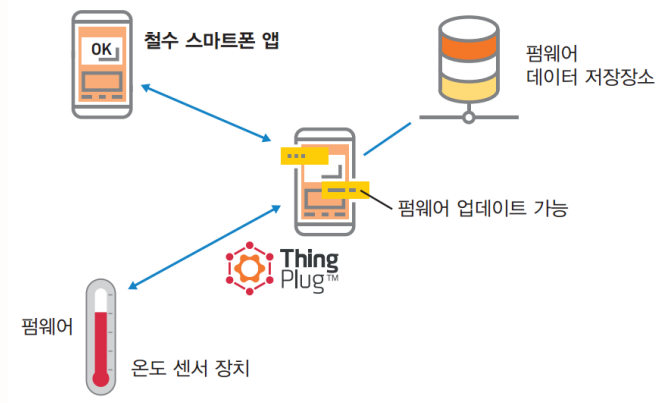 OK
철수 스마트폰 앱
펌웨어
데이터 저장장소
펌웨어 업데이트 가능
Thing
Plug™
펌웨어
온도 센서 장치